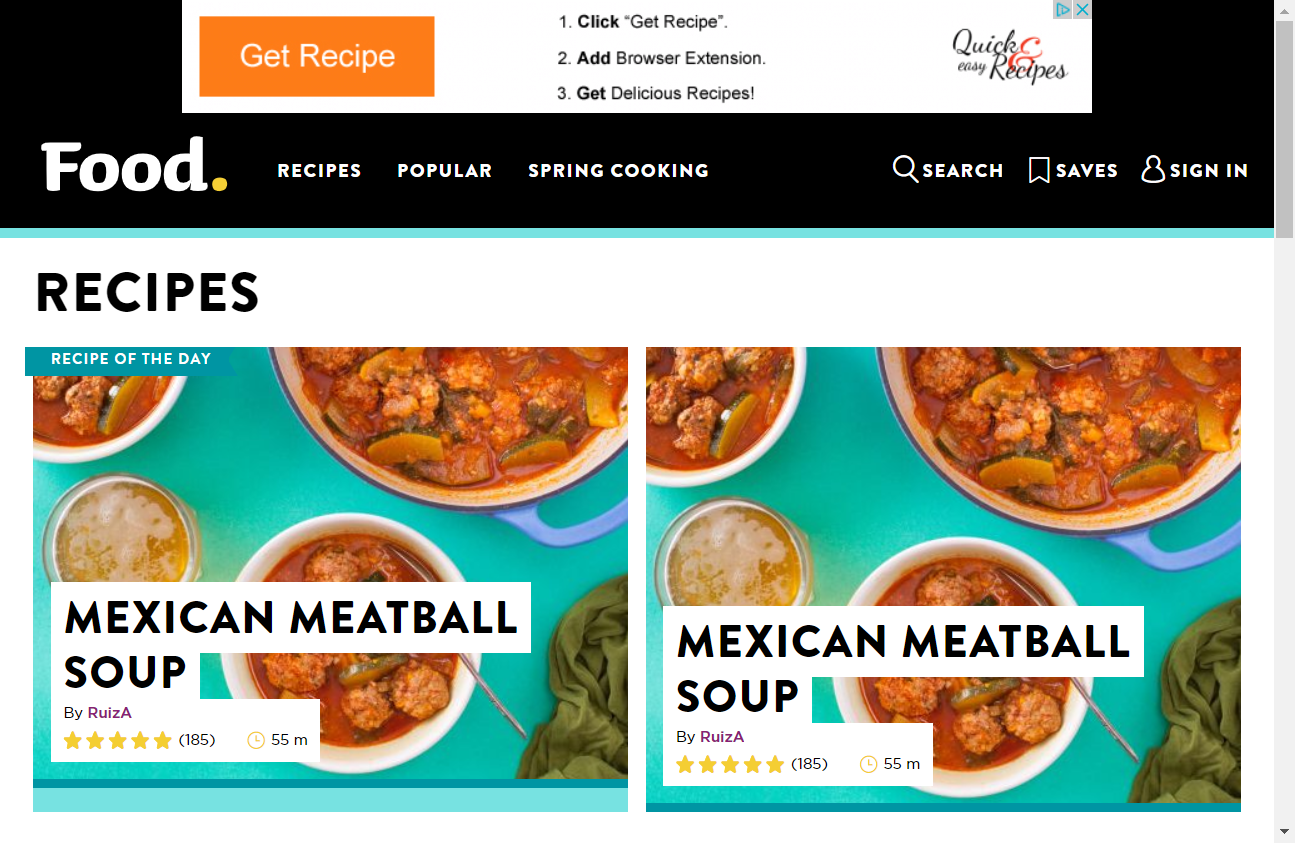 Get Recipe
1. Click “Get Recipe”.
2. Add Browser Extension.
3. Get Delicious Recipes!
Quick & easy Recipes
Food.
RECIPES
POPULAR
SPRING COOKING
SEARCH
SAVES
SIGN IN
RECIPES
RECIPE OF THE DAY
MEXICAN MEATBALL
SOUP
By RuizA
(185)
55 m
MEXICAN MEATBALL
SOUP
By RuizA
(185)
55 m